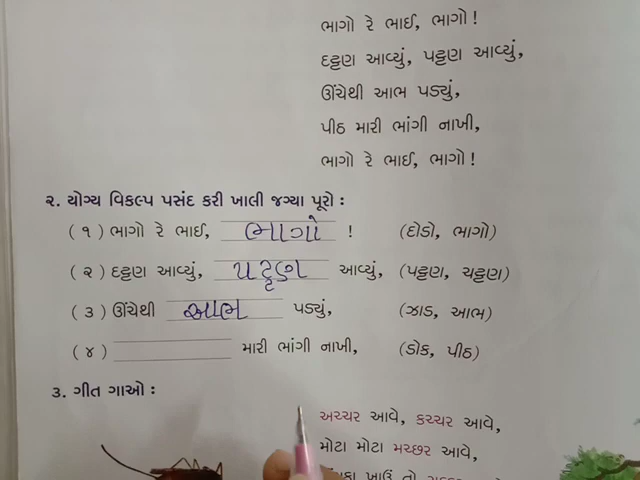 ભાગો રે ભાઈ, ભાગો !
દટ્ટણ આવ્યું, પટ્ટણ આવ્યું,
ઊંચેથી આભ પડ્યું,
પીઠ મારી ભાંગી નાખી,
ભાગો રે ભાઈ, ભાગો !
૨. યોગ્ય વિકલ્પ પસંદ કરી ખાલી જગ્યા પૂરો :
( ૧ ) ભાગો રે ભાઈ, ભાગો ! (દોડો, ભાગો)
( ૨ ) દટ્ટણ આવ્યું, પટ્ટણ આવ્યું, (પટ્ટણ, ચટ્ટણ)
( ૩ ) ઊંચેથી આભ પડ્યું, (ઝાડ, આભ)
( ૪ ) મારી ભાંગી નાખી, (ડોક, પીઠ)
૩. ગીત ગાઓ :
અચ્ચર આવે, કચ્ચર આવે,
મોટા મોટા મચ્છર આવે,
ખાઉં તો